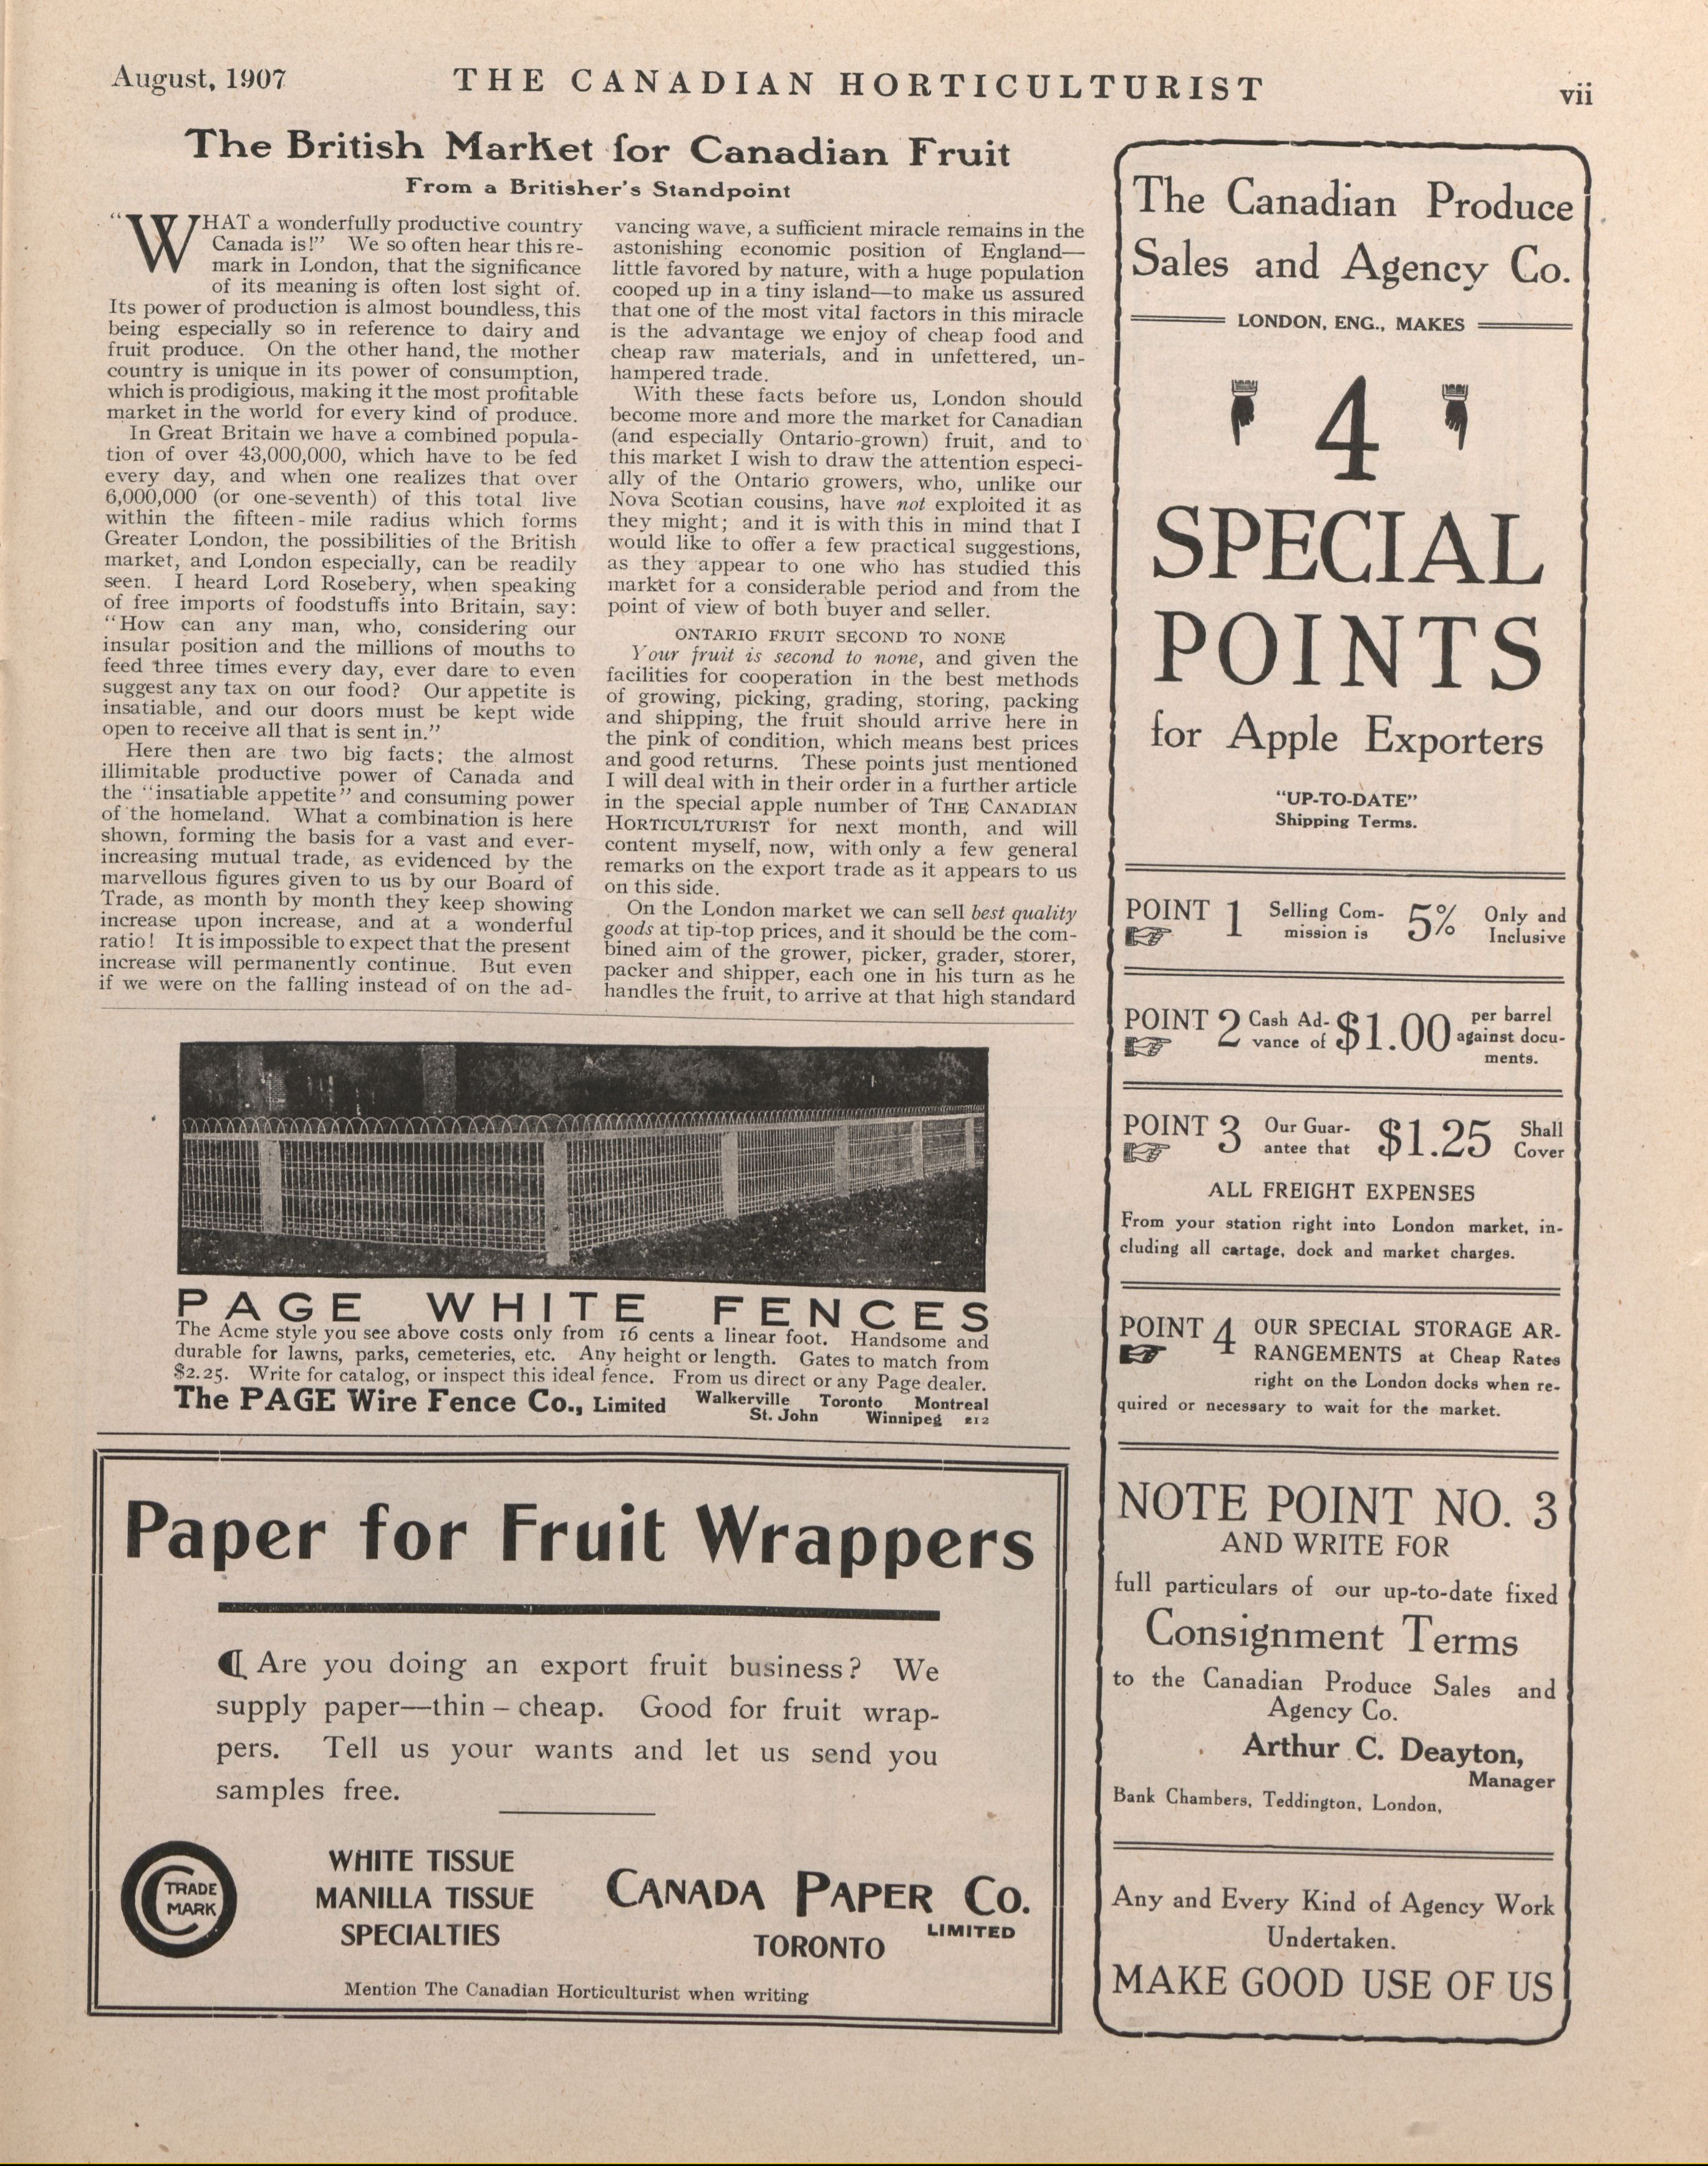 August, 1907
THE CANADIAN HORTICULTURIST
vii
The British Market for Canadian Fruit
From a Britisher's Standpoint
"WHAT a wonderfully productive country
Canada is!" We so often hear this re-
mark in London, that the significance
of its meaning is often lost sight of.
Its power of production is almost boundless, this
being especially so in reference to dairy and
fruit produce. On the other hand, the mother
country is unique in its power of consumption,
which is prodigious, making it the most profitable
market in the world for every kind of produce.
In Great Britain we have a combined popula-
tion of over 43,000,000, which have to be fed
every day, and when one realizes that over
6,000,000 (or one-seventh) of this total live
within the fifteen-mile radius which forms
Greater London, the possibilities of the British
market, and London especially, can be readily
seen. I heard Lord Rosebery, when speaking
of free imports of foodstuffs into Britain, say:
"How can any man, who, considering our
insular position and the millions of mouths to
feed three times every day, ever dare to even
suggest any tax on our food? Our appetite is
insatiable, and our doors must be kept wide
open to receive all that is sent in."
Here then are two big facts; the almost
illimitable productive power of Canada and
the "insatiable appetite" and consuming power
of the homeland. What a combination is here
shown, forming the basis for a vast and ever-
increasing mutual trade, as evidenced by the
marvellous figures given to us by our Board of
Trade, as month by month they keep showing
increase upon increase, and at a wonderful
ratio! It is impossible to expect that the present
increase will permanently continue. But even
if we were on the falling instead of on the ad-
vancing wave, a sufficient miracle remains in the
astonishing economic position of England—
little favored by nature, with a huge population
cooped up in a tiny island—to make us assured
that one of the most vital factors in this miracle
is the advantage we enjoy of cheap food and
cheap raw materials, and in unfettered, un-
hampered trade.
With these facts before us, London should
become more and more the market for Canadian
(and especially Ontario-grown) fruit, and to
this market I wish to draw the attention especi-
ally of the Ontario growers, who, unlike our
Nova Scotian cousins, have not exploited it as
they might; and it is with this in mind that I
would like to offer a few practical suggestions,
as they appear to one who has studied this
market for a considerable period and from the
point of view of both buyer and seller.
ONTARIO FRUIT SECOND TO NONE
Your fruit is second to none, and given the
facilities for cooperation in the best methods
of growing, picking, grading, storing, packing
and shipping, the fruit should arrive here in
the pink of condition, which means best prices
and good returns. These points just mentioned
I will deal with in their order in a further article
in the special apple number of THE CANADIAN
HORTICULTURIST for next month, and will
content myself, now, with only a few general
remarks on the export trade as it appears to us
on this side.
On the London market we can sell best quality
goods at tip-top prices, and it should be the com-
bined aim of the grower, picker, grader, storer,
packer and shipper, each one in his turn as he
handles the fruit, to arrive at that high standard
PAGE WHITE FENCES
The Acme style you see above costs only from 16 cents a linear foot. Handsome and
durable for lawns, parks, cemeteries, etc. Any height or length. Gates to match from
$2.25. Write for catalog, or inspect this ideal fence. From us direct or any Page dealer.
The PAGE Wire Fence Co., Limited
Walkerville Toronto Montreal
St. John Winnipeg 212
Paper for Fruit Wrappers
¶ Are you doing an export fruit business? We
supply paper—thin – cheap. Good for fruit wrap-
pers. Tell us your wants and let us send you
samples free.
TRADE
MARK
WHITE TISSUE
MANILLA TISSUE
SPECIALTIES
CANADA PAPER CO.
LIMITED
TORONTO
Mention The Canadian Horticulturist when writing
The Canadian Produce
Sales and Agency Co.
LONDON, ENG., MAKES
4
SPECIAL
POINTS
for Apple Exporters
"UP-TO-DATE"
Shipping Terms.
POINT 1 Selling Com-
mission is 5% Only and
Inclusive
POINT 2 Cash Ad-
vance of $1.00 per barrel
against docu-
ments.
POINT 3 Our Guar-
antee that $1.25 Shall
Cover
ALL FREIGHT EXPENSES
From your station right into London market, in-
cluding all cartage, dock and market charges.
POINT 4 OUR SPECIAL STORAGE AR-
RANGEMENTS at Cheap Rates
right on the London docks when re-
quired or necessary to wait for the market.
NOTE POINT NO. 3
AND WRITE FOR
full particulars of our up-to-date fixed
Consignment Terms
to the Canadian Produce Sales and
Agency Co.
Arthur C. Deayton,
Manager
Bank Chambers, Teddington, London,
Any and Every Kind of Agency Work
Undertaken.
MAKE GOOD USE OF US